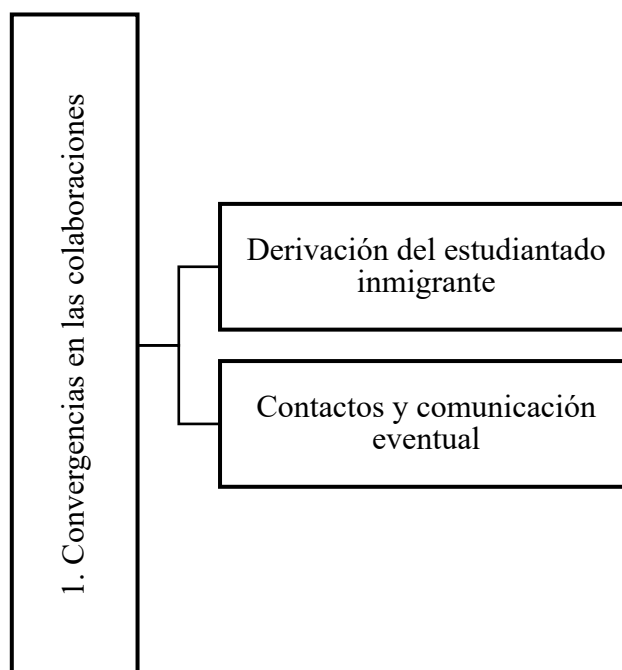 1. Convergencias en las colaboraciones
Derivación del estudiantado
inmigrante
Contactos y comunicación
eventual